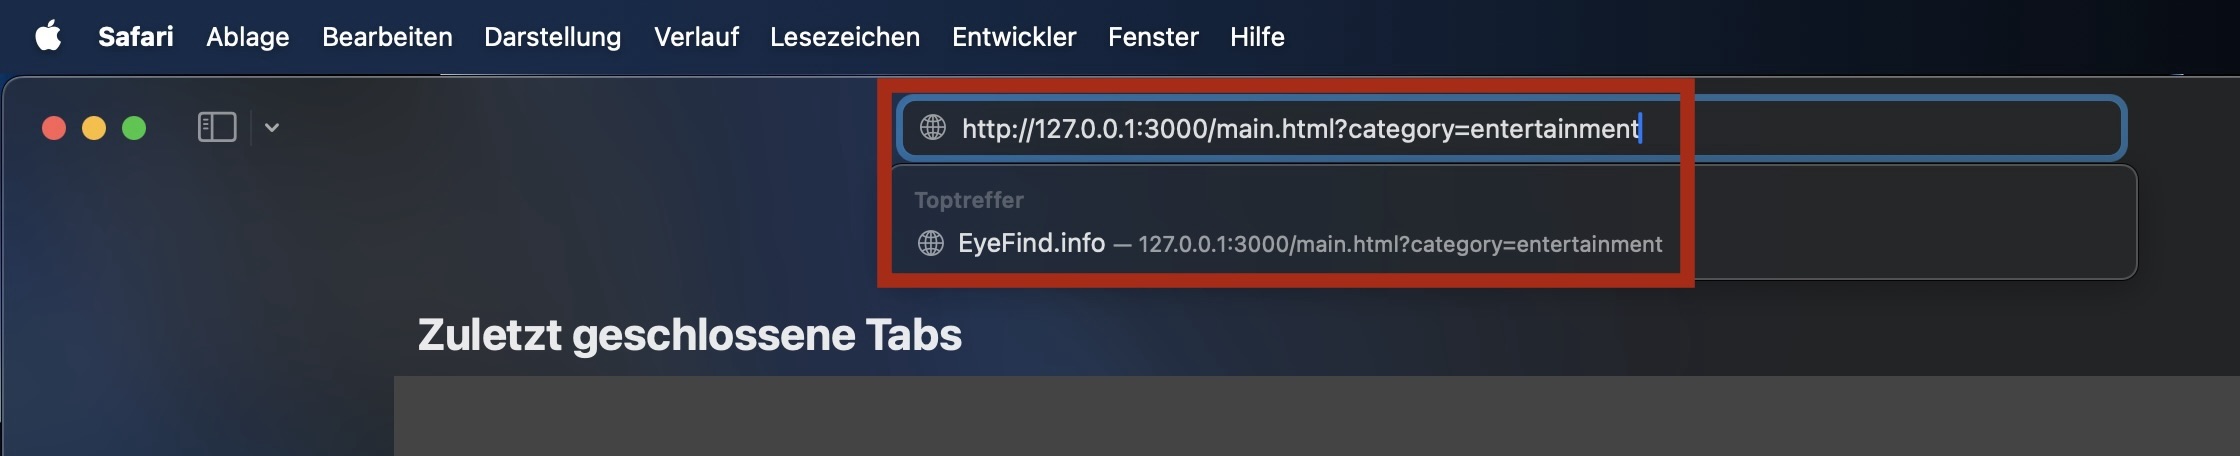 Safari Ablage Bearbeiten Darstellung Verlauf Lesezeichen Entwickler Fenster Hilfe
http://127.0.0.1:3000/main.html?category=entertainment
Toptreffer
EyeFind.info — 127.0.0.1:3000/main.html?category=entertainment
Zuletzt geschlossene Tabs